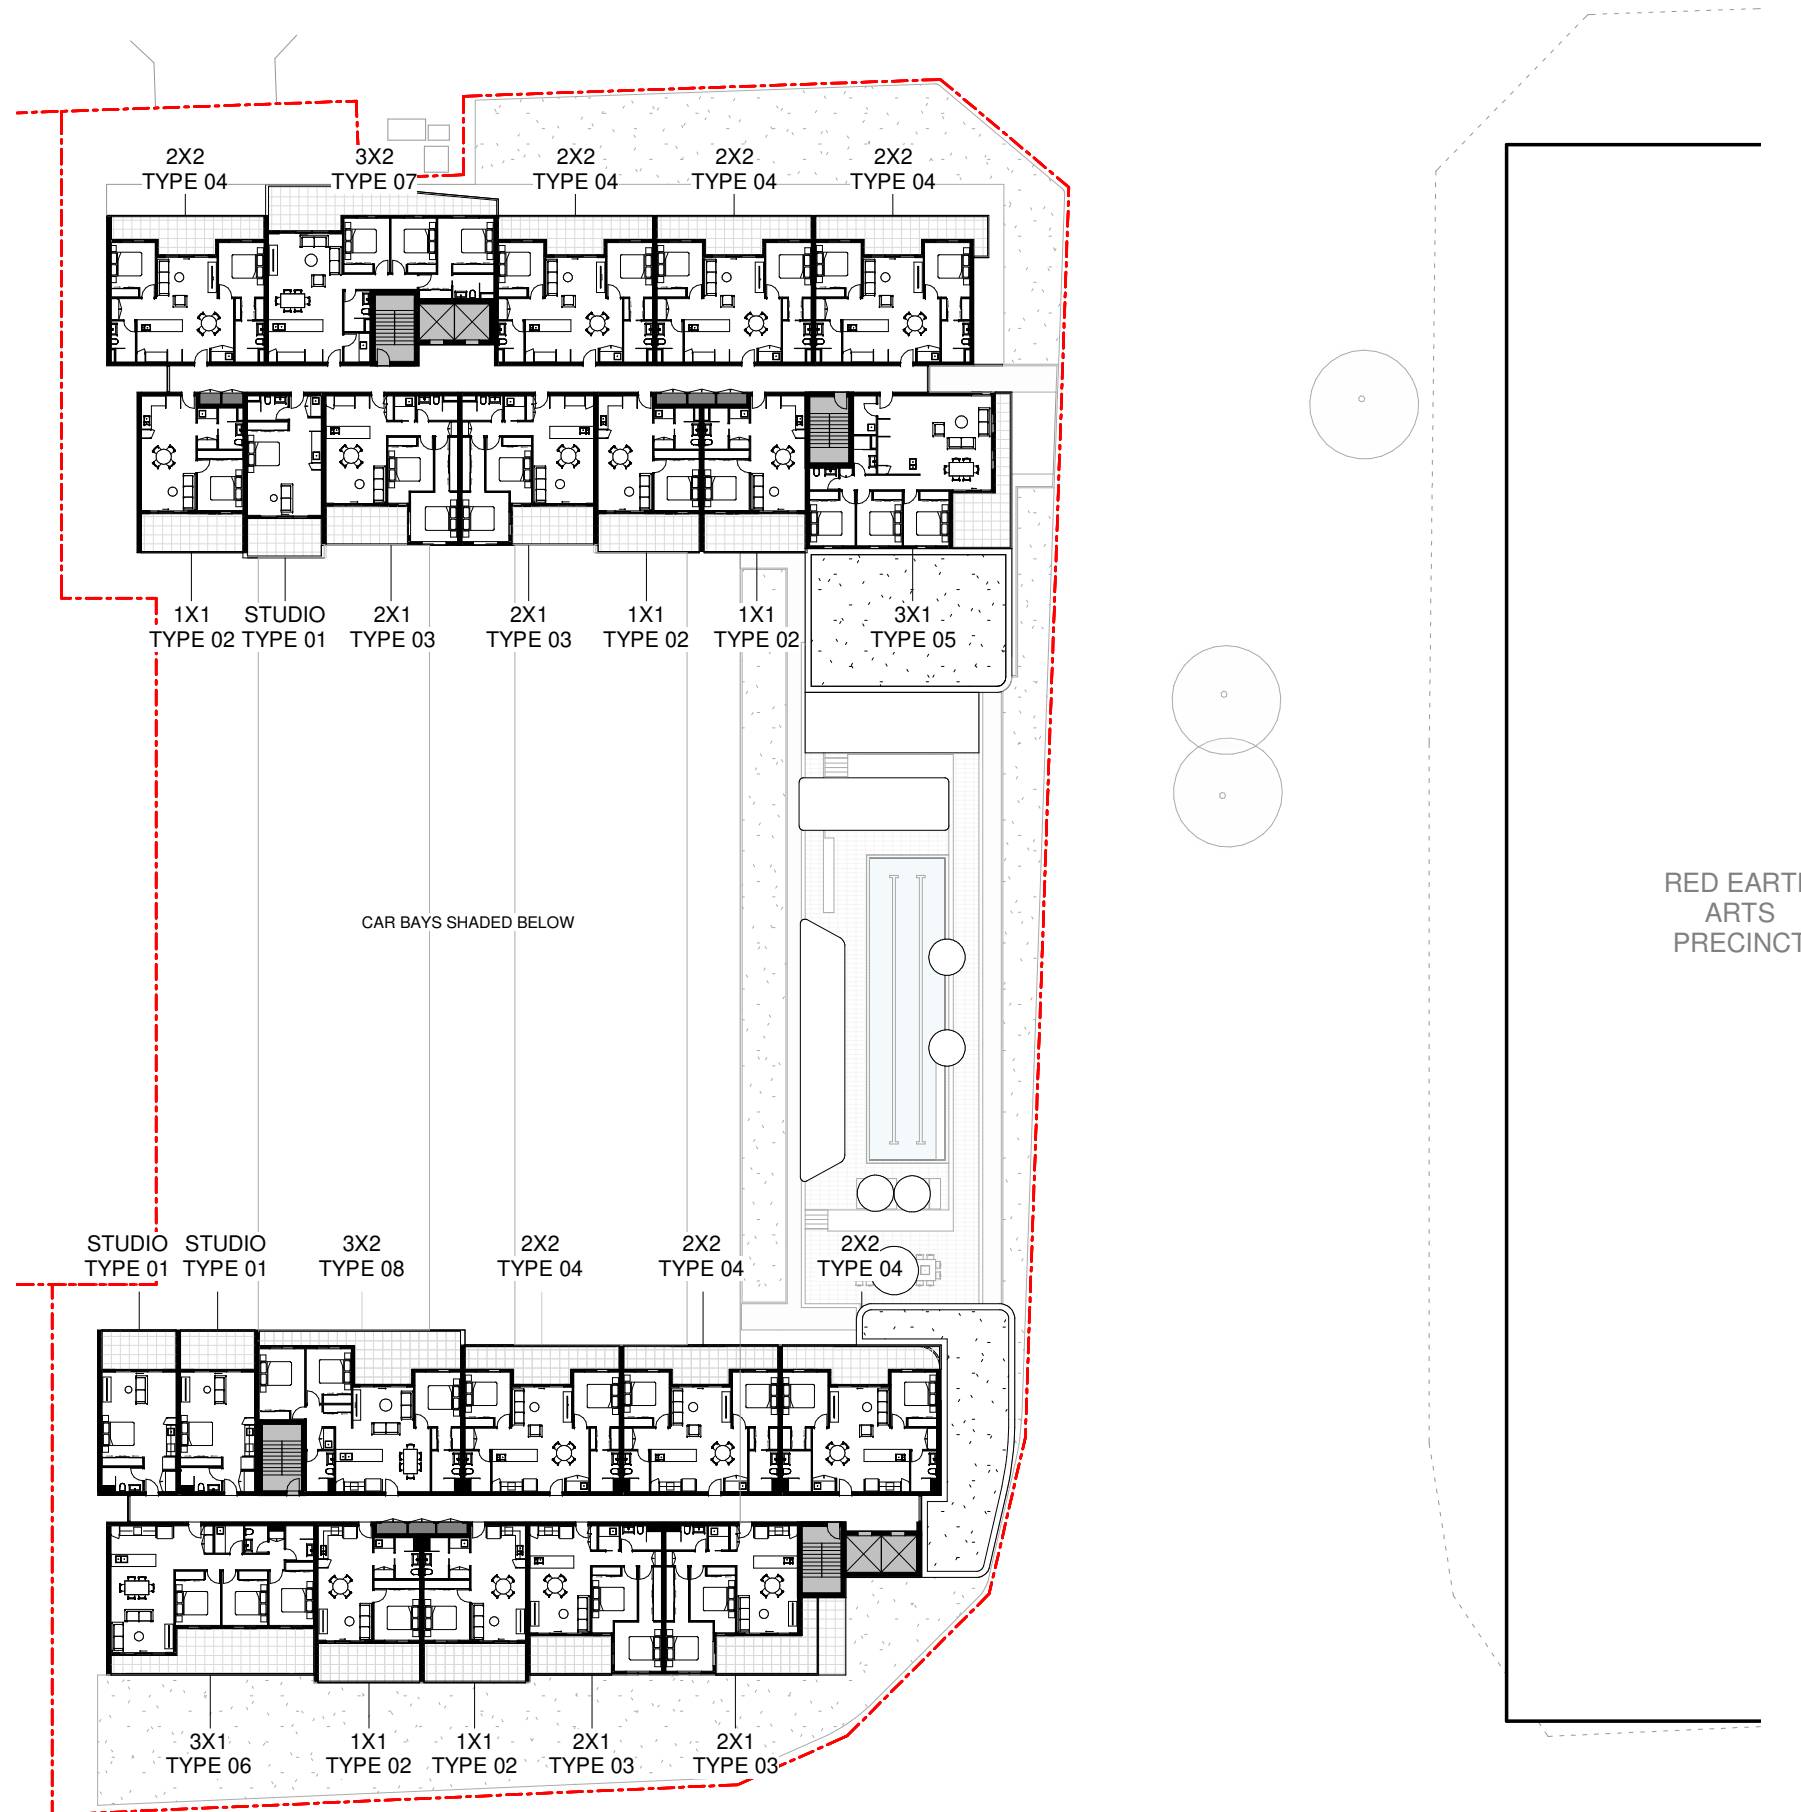 2X2
TYPE 04
3X2
TYPE 07
2X2
TYPE 04
2X2
TYPE 04
2X2
TYPE 04
1X1
TYPE 02
STUDIO
TYPE 01
2X1
TYPE 03
2X1
TYPE 03
1X1
TYPE 02
1X1
TYPE 02
3X1
TYPE 05
RED EARTH
ARTS
PRECINCT
CAR BAYS SHADED BELOW
STUDIO
TYPE 01
STUDIO
TYPE 01
3X2
TYPE 08
2X2
TYPE 04
2X2
TYPE 04
2X2
TYPE 04
3X1
TYPE 06
1X1
TYPE 02
1X1
TYPE 02
2X1
TYPE 03
2X1
TYPE 03